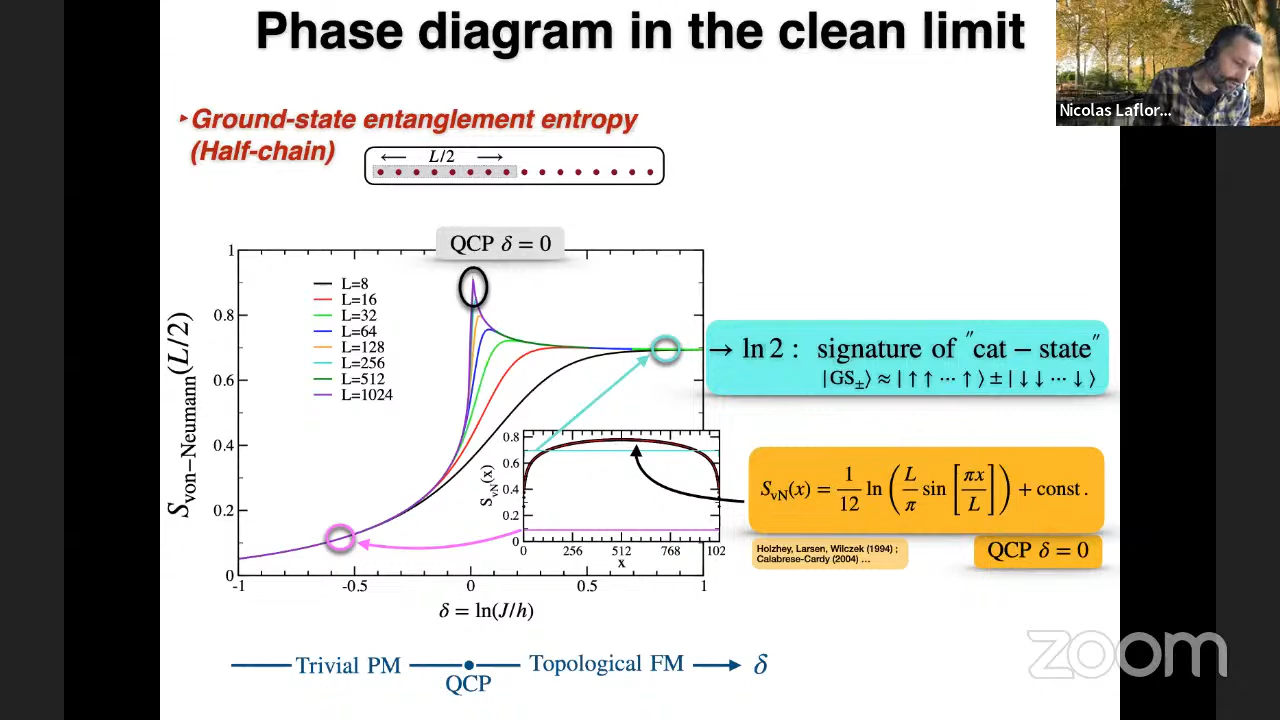 Phase diagram in the clean limit
Nicolas Laflor...
‣Ground-state entanglement entropy
(Half-chain)
← L/2 →
QCP δ = 0
S_von−Neumann(L/2)
1
0.8
0.6
0.4
0.2
0
L=8
L=16
L=32
L=64
L=128
L=256
L=512
L=1024
-1 -0.5 0 0.5 1
δ = ln(J/h)
→ ln 2 : signature of "cat − state"
|GS±⟩ ≈ |↑↑ ⋯ ↑⟩ ± |↓↓ ⋯ ↓⟩
S_vN(x)
0.8
0.6
0.4
0.2
0
0 256 512 768 102
x
S_vN(x) = 1/12 ln (L/π sin [πx/L]) + const .
Holzhey, Larsen, Wilczek (1994) ;
Calabrese-Cardy (2004) ...
QCP δ = 0
Trivial PM
QCP
Topological FM
δ
zoom